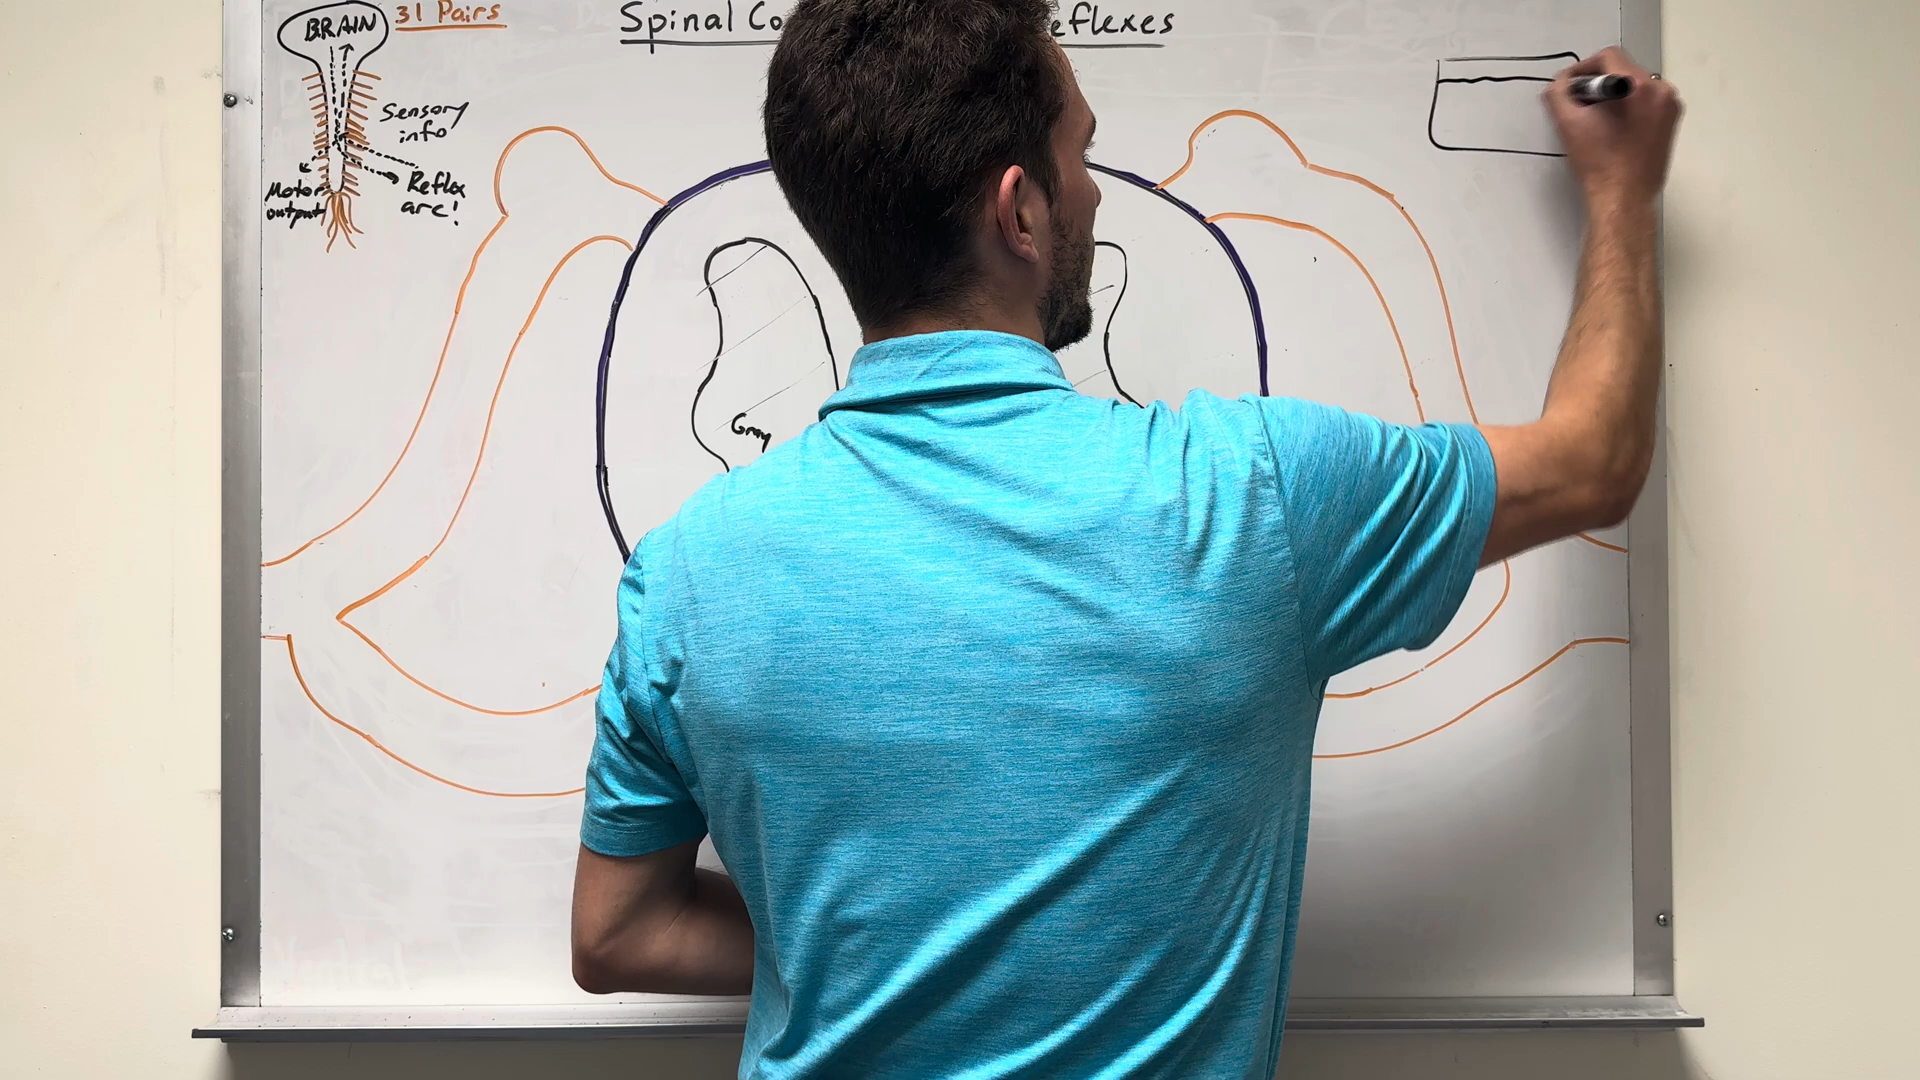 BRAIN
31 Pairs
Spinal Co eflexes
Sensory
info
Motor
output
Reflex
arc!
Gray